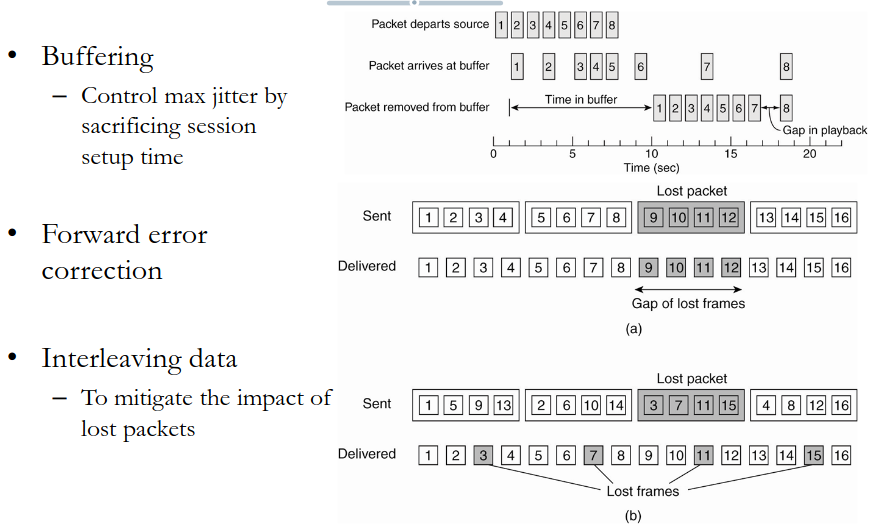 • Buffering
– Control max jitter by
sacrificing session
setup time
• Forward error
correction
• Interleaving data
– To mitigate the impact of
lost packets
Packet departs source 1 2 3 4 5 6 7 8
Packet arrives at buffer 1 2 3 4 5 6 7 8
Packet removed from buffer Time in buffer 1 2 3 4 5 6 7 8
Gap in playback
0 5 10 15 20
Time (sec)
Lost packet
Sent 1 2 3 4 5 6 7 8 9 10 11 12 13 14 15 16
Delivered 1 2 3 4 5 6 7 8 9 10 11 12 13 14 15 16
Gap of lost frames
(a)
Lost packet
Sent 1 5 9 13 2 6 10 14 3 7 11 15 4 8 12 16
Delivered 1 2 3 4 5 6 7 8 9 10 11 12 13 14 15 16
Lost frames
(b)